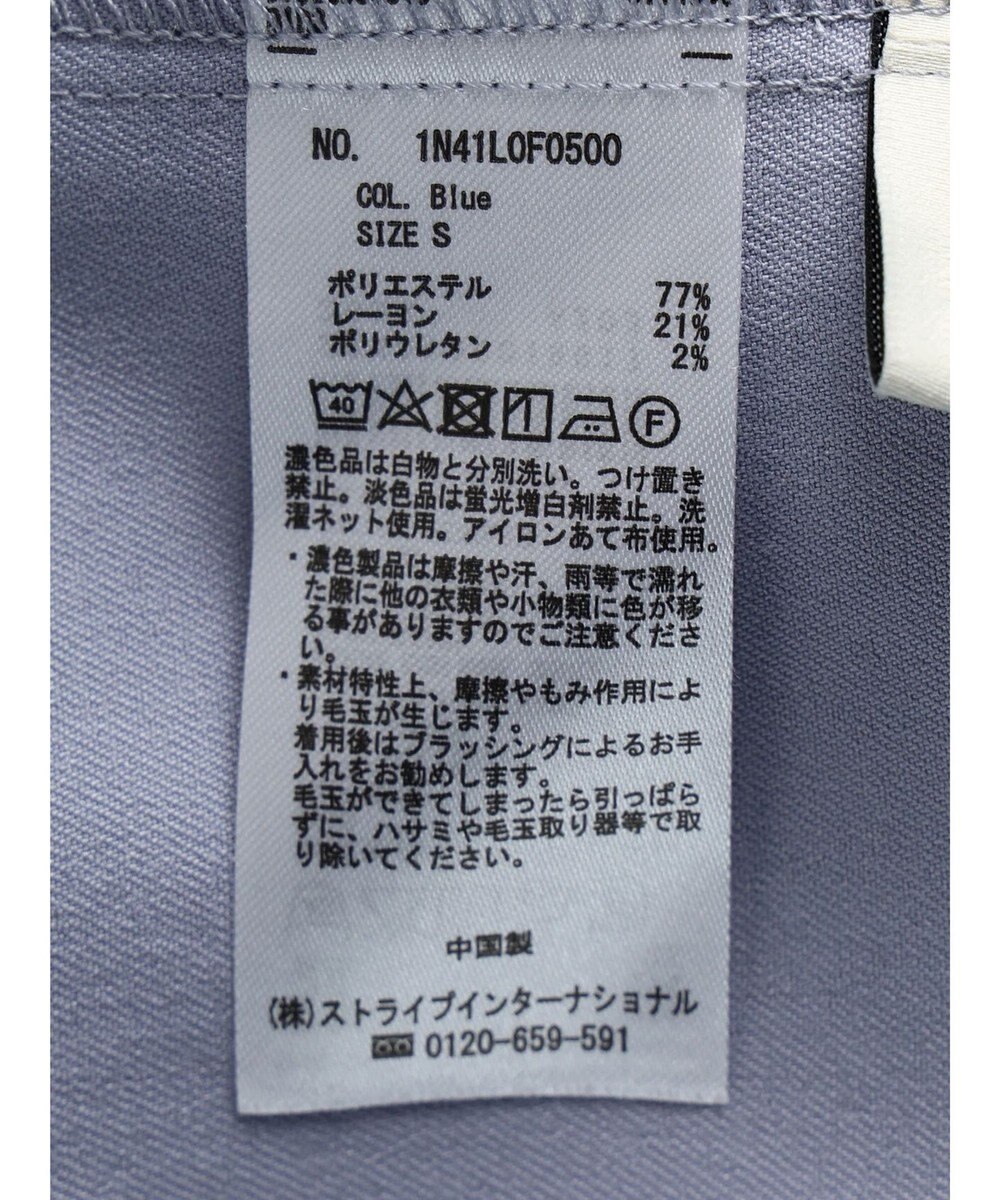 NO. 1N41L0F0500
COL. Blue
SIZE S
ポリエステル 77%
レーヨン 21%
ポリウレタン 2%
40
F
濃色品は白物と分別洗い。つけ置き
禁止。淡色品は蛍光増白剤禁止。洗
濯ネット使用。アイロンあて布使用。
・濃色製品は摩擦や汗、雨等で濡れ
た際に他の衣類や小物類に色が移
る事がありますのでご注意くださ
い。
・素材特性上、摩擦やもみ作用によ
り毛玉が生じます。
着用後はブラッシングによるお手
入れをお勧めします。
毛玉ができてしまったら引っぱら
ずに、ハサミや毛玉取り器等で取
り除いてください。
中国製
(株)ストライプインターナショナル
0120-659-591